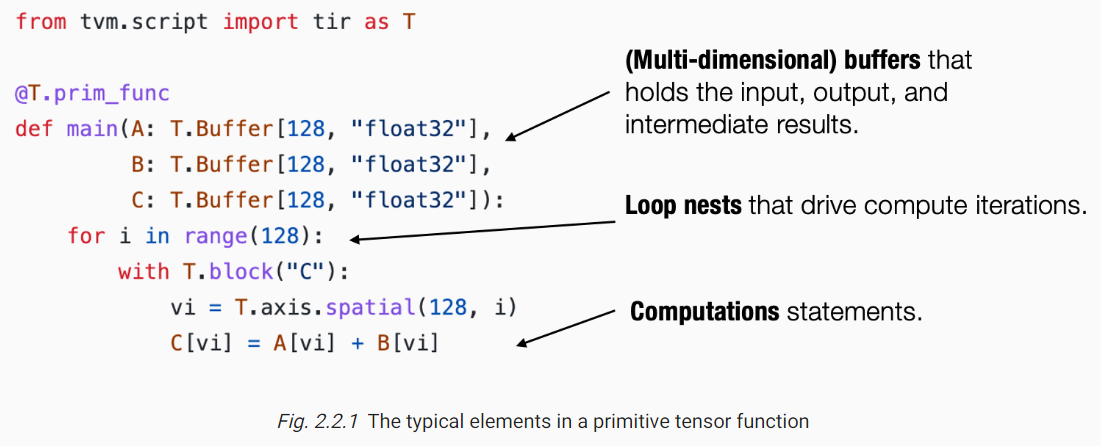 from tvm.script import tir as T
@T.prim_func
def main(A: T.Buffer[128, "float32"],
         B: T.Buffer[128, "float32"],
         C: T.Buffer[128, "float32"]):
    for i in range(128):
        with T.block("C"):
            vi = T.axis.spatial(128, i)
            C[vi] = A[vi] + B[vi]
(Multi-dimensional) buffers that
holds the input, output, and
intermediate results.
Loop nests that drive compute iterations.
Computations statements.
Fig. 2.2.1 The typical elements in a primitive tensor function